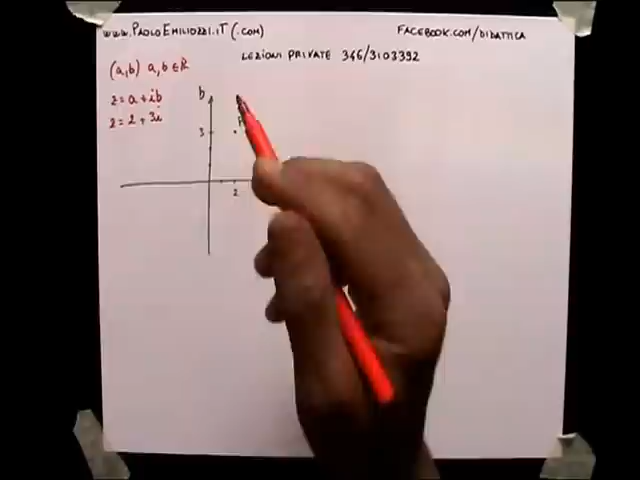 www.PAOLOEMILIOZZI.IT (.COM)
FACEBOOK.COM/DIDATTICA
LEZIONI PRIVATE 346/3103392
(a,b) a,b ∈ ℝ
z = a + ib
z = 2 + 3i
b
P
3
2